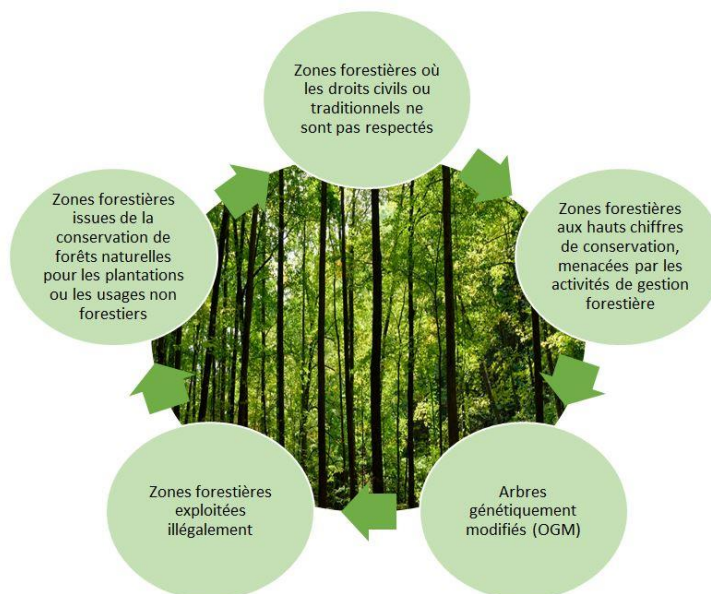 Zones forestières où
les droits civils ou
traditionnels ne
sont pas respectés
Zones forestières
aux hauts chiffres
de conservation,
menacées par les
activités de gestion
forestière
Arbres
génétiquement
modifiés (OGM)
Zones forestières
exploitées
illégalement
Zones forestières
issues de la
conservation de
forêts naturelles
pour les plantations
ou les usages non
forestiers